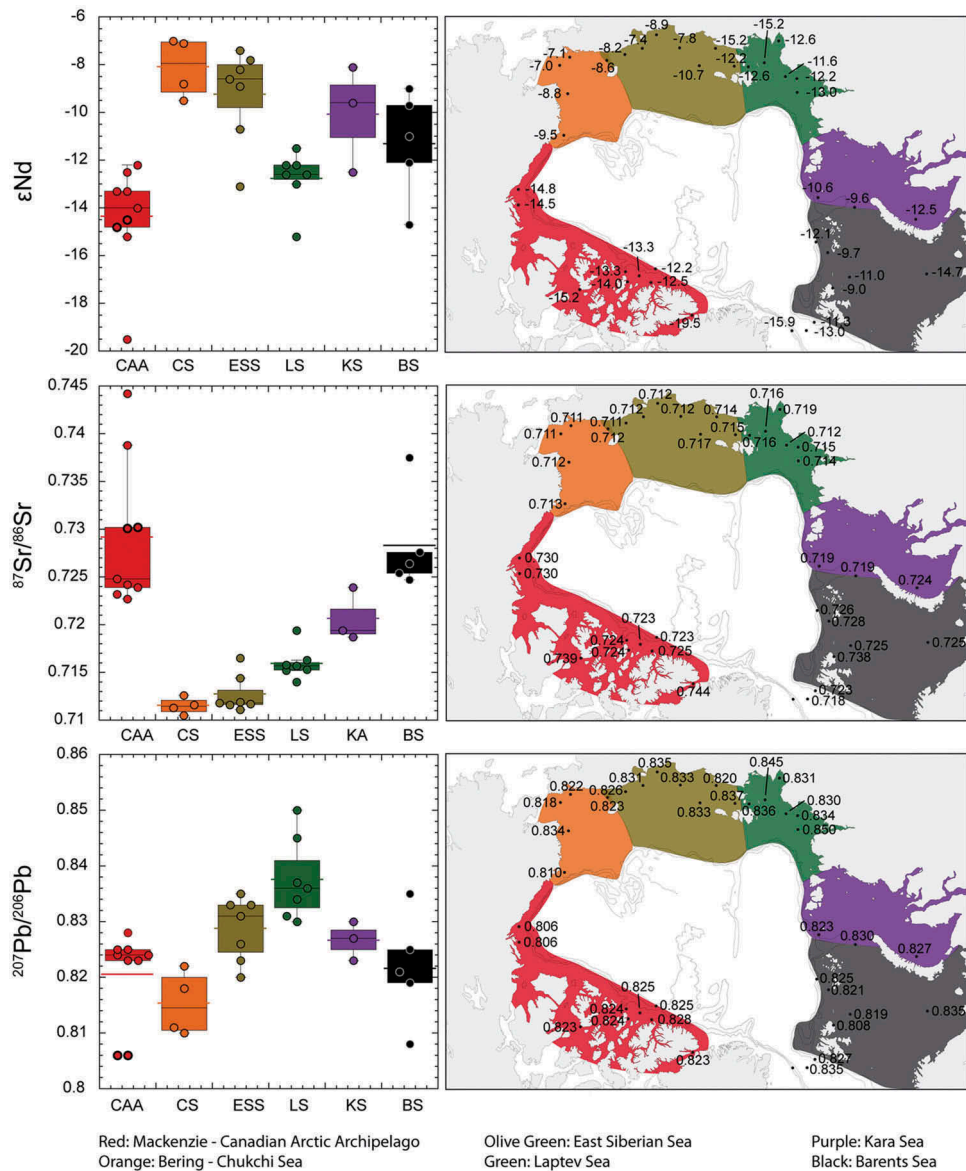 -6
-8
-10
-12
-14
-16
-18
-20
εNd
CAA CS ESS LS KS BS
-8.9
-15.2
-7.4 -7.8 -15.2 -12.6
-7.1 -8.2
-7.0 -8.6 -10.7 -12.2 -12.6 -11.6
-12.2
-8.8 -13.0
-9.5
-14.8 -10.6 -9.6
-14.5 -12.5
-12.1
-13.3 -9.7
-13.3 -12.2 -11.0 -14.7
-14.0 -12.5 -9.0
-15.2
-19.5 -15.9 -11.3
-13.0
0.745
0.74
0.735
0.73
0.725
0.72
0.715
0.71
87Sr/86Sr
CAA CS ESS LS KA BS
0.716
0.712
0.712 0.712 0.714 0.719
0.711 0.711
0.711 0.712 0.717 0.715 0.716 0.712
0.715
0.712 0.714
0.713
0.730 0.719 0.719
0.730 0.724
0.726
0.723 0.728
0.724 0.723 0.725 0.725
0.724 0.725 0.738
0.739
0.744 0.723
0.718
0.86
0.85
0.84
0.83
0.82
0.81
0.8
207Pb/206Pb
CAA CS ESS LS KS BS
0.845
0.835
0.831 0.833 0.820 0.831
0.822 0.826
0.818 0.823 0.833 0.837 0.836 0.830
0.834
0.834 0.850
0.810
0.806 0.823 0.830
0.806 0.827
0.825
0.825 0.821
0.824 0.825 0.819 0.835
0.824 0.828 0.808
0.823
0.823 0.827
0.835
Red: Mackenzie - Canadian Arctic Archipelago Olive Green: East Siberian Sea Purple: Kara Sea
Orange: Bering - Chukchi Sea Green: Laptev Sea Black: Barents Sea